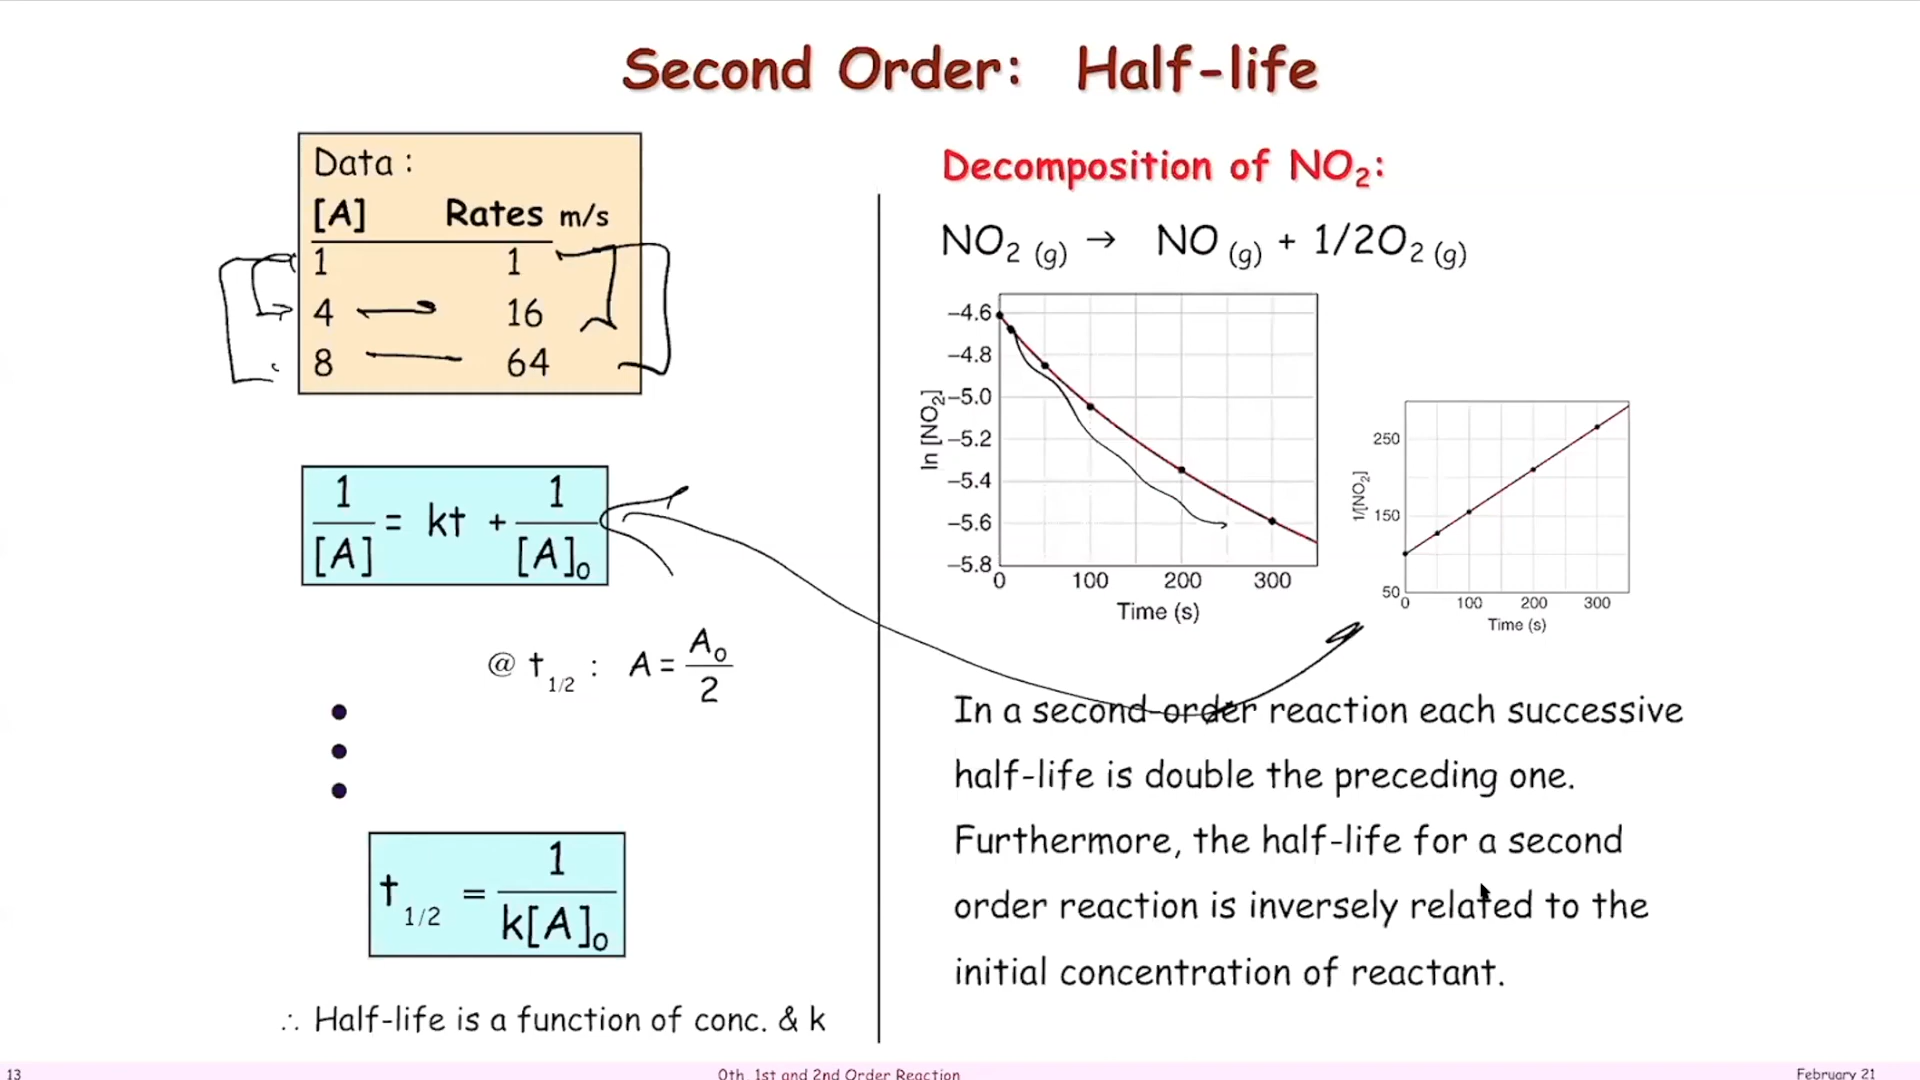 Second Order: Half-life
Data :
[A] Rates m/s
1 1
4 16
8 64
1/[A] = kt + 1/[A]₀
@ t 1/2 : A = A₀/2
t 1/2 = 1/k[A]₀
∴ Half-life is a function of conc. & k
Decomposition of NO₂:
NO₂ (g) → NO (g) + 1/2O₂ (g)
ln [NO₂]
−4.6
−4.8
−5.0
−5.2
−5.4
−5.6
−5.8
0 100 200 300
Time (s)
1/[NO₂]
250
150
50
0 100 200 300
Time (s)
In a second-order reaction each successive
half-life is double the preceding one.
Furthermore, the half-life for a second
order reaction is inversely related to the
initial concentration of reactant.
13 0th, 1st and 2nd Order Reaction February 21